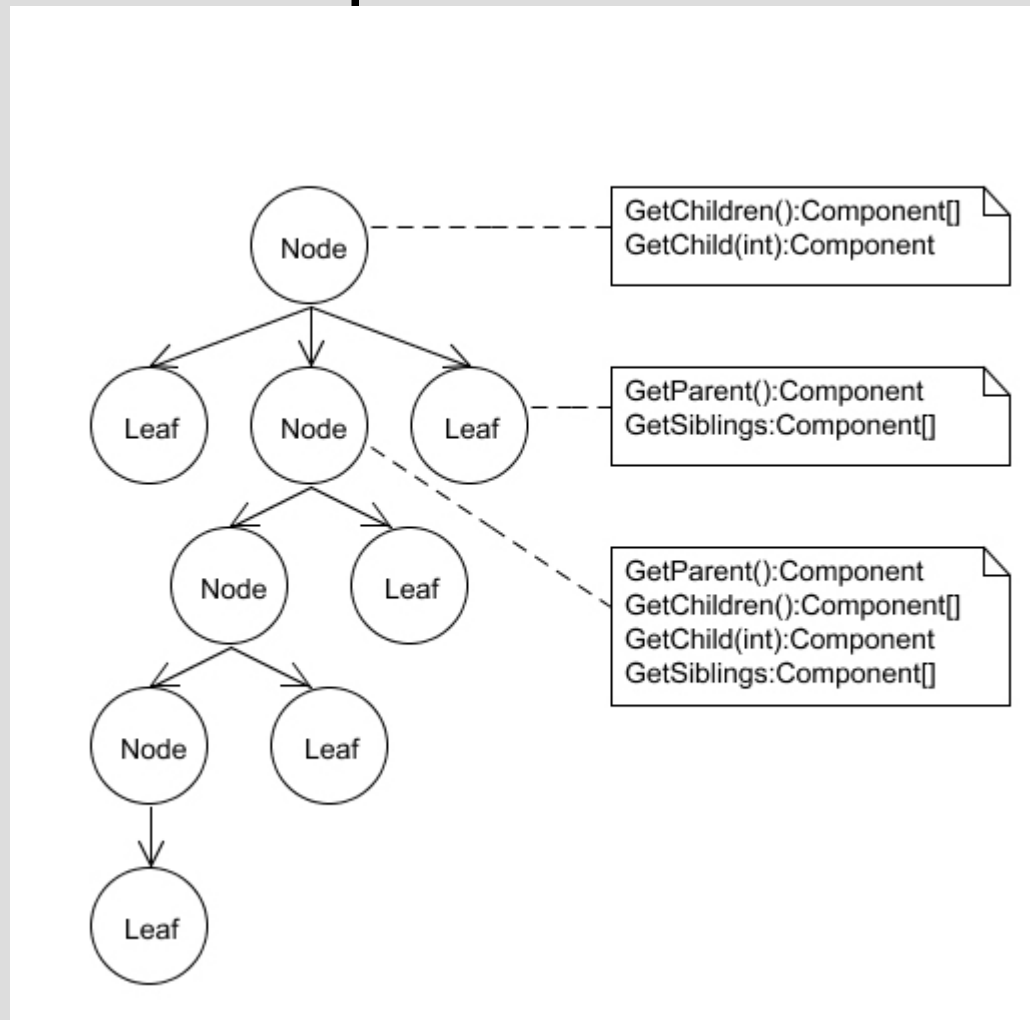 Node
GetChildren():Component[]
GetChild(int):Component
Leaf
Node
Leaf
GetParent():Component
GetSiblings:Component[]
Node
Leaf
GetParent():Component
GetChildren():Component[]
GetChild(int):Component
GetSiblings:Component[]
Node
Leaf
Leaf